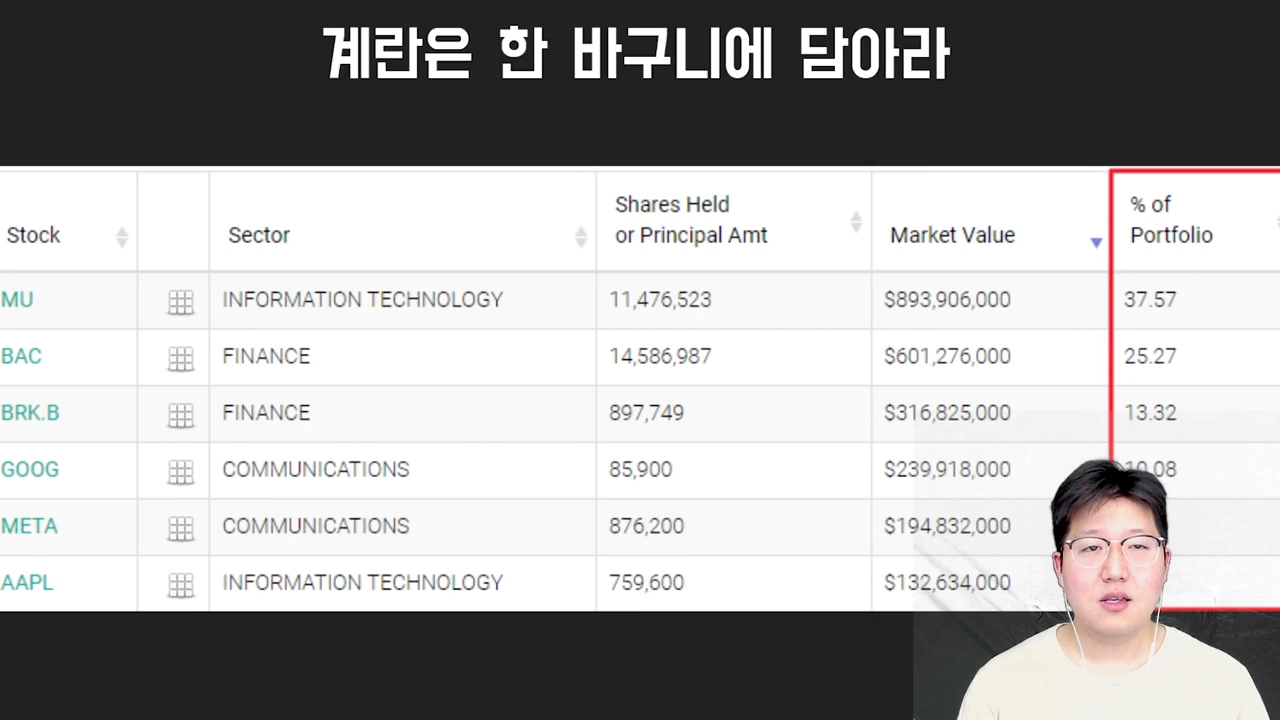 계란은 한 바구니에 담아라
Stock Sector Shares Held or Principal Amt Market Value % of Portfolio
MU INFORMATION TECHNOLOGY 11,476,523 $893,906,000 37.57
BAC FINANCE 14,586,987 $601,276,000 25.27
BRK.B FINANCE 897,749 $316,825,000 13.32
GOOG COMMUNICATIONS 85,900 $239,918,000 10.08
META COMMUNICATIONS 876,200 $194,832,000
AAPL INFORMATION TECHNOLOGY 759,600 $132,634,000